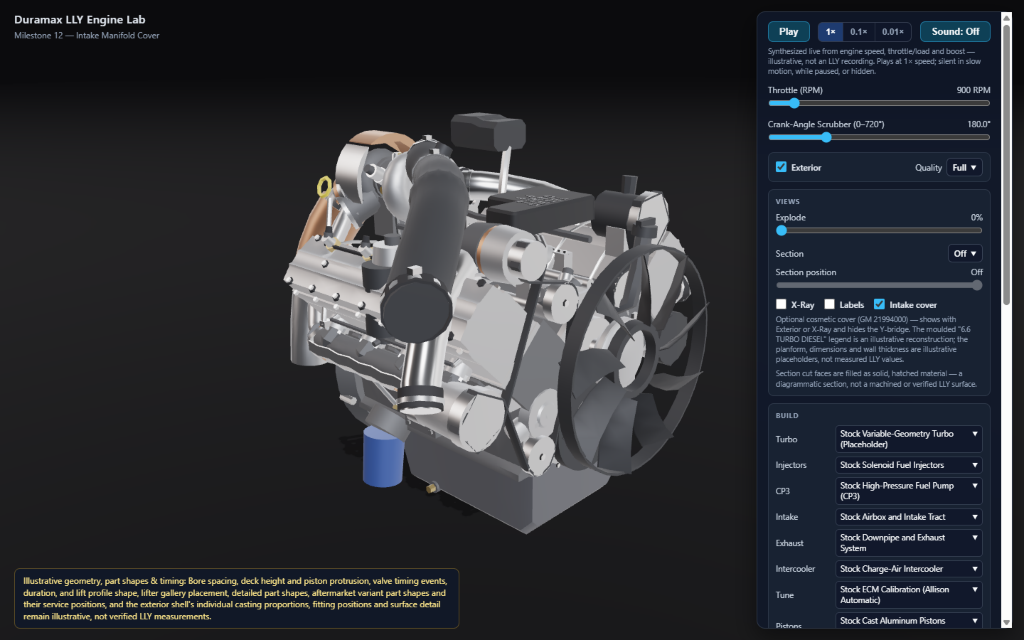 Duramax LLY Engine Lab
Milestone 12 — Intake Manifold Cover
Play
1×
0.1×
0.01×
Sound: Off
Synthesized live from engine speed, throttle/load and boost —
illustrative, not an LLY recording. Plays at 1× speed; silent in slow
motion, while paused, or hidden.
Throttle (RPM)
900 RPM
Crank-Angle Scrubber (0–720°)
180.0°
Exterior
Quality
Full
VIEWS
Explode
0%
Section
Off
Section position
Off
X-Ray
Labels
Intake cover
Optional cosmetic cover (GM 21994000) — shows with
Exterior or X-Ray and hides the Y-bridge. The moulded "6.6
TURBO DIESEL" legend is an illustrative reconstruction; the
planform, dimensions and wall thickness are illustrative
placeholders, not measured LLY values.
Section cut faces are filled as solid, hatched material — a
diagrammatic section, not a machined or verified LLY surface.
BUILD
Turbo
Stock Variable-Geometry Turbo
(Placeholder)
Injectors
Stock Solenoid Fuel Injectors
CP3
Stock High-Pressure Fuel Pump
(CP3)
Intake
Stock Airbox and Intake Tract
Exhaust
Stock Downpipe and Exhaust
System
Intercooler
Stock Charge-Air Intercooler
Tune
Stock ECM Calibration (Allison
Automatic)
Pistons
Stock Cast Aluminum Pistons
Illustrative geometry, part shapes & timing: Bore spacing, deck height and piston protrusion, valve timing events,
duration, and lift profile shape, lifter gallery placement, detailed part shapes, aftermarket variant part shapes and
their service positions, and the exterior shell's individual casting proportions, fitting positions and surface detail
remain illustrative, not verified LLY measurements.